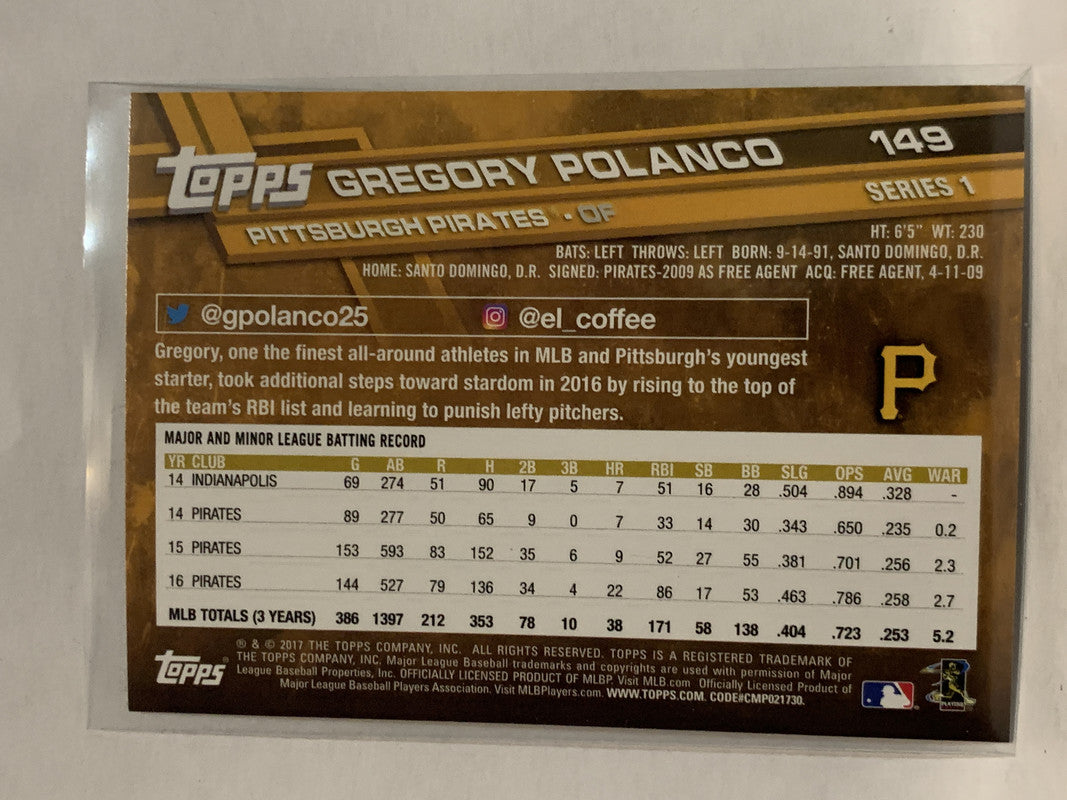 TOPPS GREGORY POLANCO 149
PITTSBURGH PIRATES • OF SERIES 1
HT: 6'5" WT: 230
BATS: LEFT THROWS: LEFT BORN: 9-14-91, SANTO DOMINGO, D.R.
HOME: SANTO DOMINGO, D.R. SIGNED: PIRATES-2009 AS FREE AGENT ACQ: FREE AGENT, 4-11-09
@gpolanco25 @el_coffee
Gregory, one the finest all-around athletes in MLB and Pittsburgh's youngest
starter, took additional steps toward stardom in 2016 by rising to the top of
the team's RBI list and learning to punish lefty pitchers.
P
MAJOR AND MINOR LEAGUE BATTING RECORD
YR CLUB G AB R H 2B 3B HR RBI SB BB SLG OPS AVG WAR
14 INDIANAPOLIS 69 274 51 90 17 5 7 51 16 28 .504 .894 .328 -
14 PIRATES 89 277 50 65 9 0 7 33 14 30 .343 .650 .235 0.2
15 PIRATES 153 593 83 152 35 6 9 52 27 55 .381 .701 .256 2.3
16 PIRATES 144 527 79 136 34 4 22 86 17 53 .463 .786 .258 2.7
MLB TOTALS (3 YEARS) 386 1397 212 353 78 10 38 171 58 138 .404 .723 .253 5.2
® & © 2017 THE TOPPS COMPANY, INC. ALL RIGHTS RESERVED. TOPPS IS A REGISTERED TRADEMARK OF
THE TOPPS COMPANY, INC. Major League Baseball trademarks and copyrights are used with permission of Major
League Baseball Properties, Inc. OFFICIALLY LICENSED PRODUCT OF MLBP. Visit MLB.com Officially Licensed Product of
Major League Baseball Players Association. Visit MLBPlayers.com. WWW.TOPPS.COM. CODE#CMP021730.
TOPPS®
PLAYERS